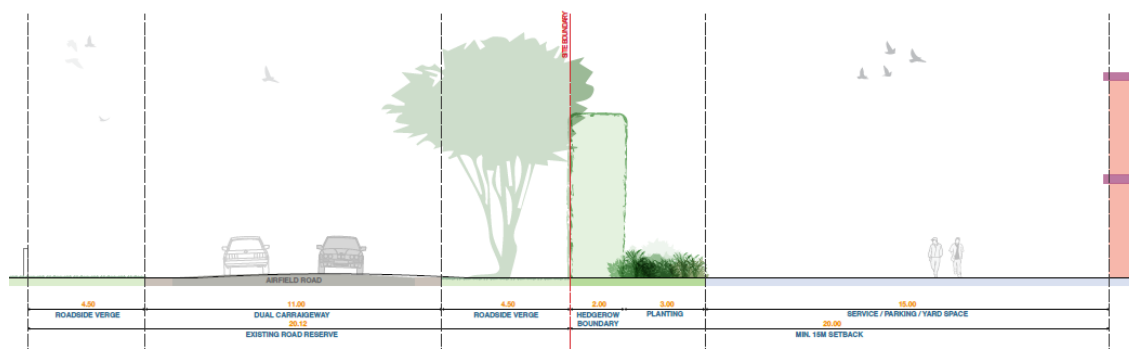 SITE BOUNDARY
AIRFIELD ROAD
4.50
11.00
4.50
2.00
3.00
15.00
ROADSIDE VERGE
DUAL CARRAIGEWAY
ROADSIDE VERGE
HEDGEROW
BOUNDARY
PLANTING
SERVICE / PARKING / YARD SPACE
20.12
20.00
EXISTING ROAD RESERVE
MIN. 15M SETBACK